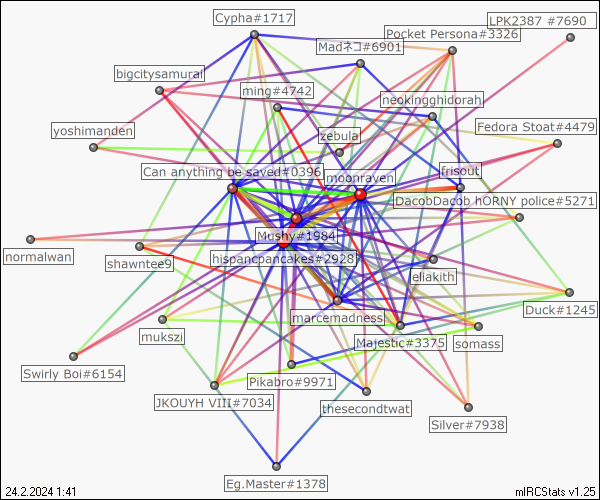 LPK2387 #7690
Cypha#1717
Pocket Persona#3326
Madネコ#6901
bigcitysamurai
ming#4742
neokingghidorah
yoshimanden
zebula
Fedora Stoat#4479
Can anything be saved#0396
moonraven
frisout
DacobDacob hORNY police#5271
Mushy#1984
normalwan
shawntee9
hispancpancakes#2928
eliakith
marcemadness
Duck#1245
mukszi
Majestic#3375
somass
Swirly Boi#6154
Pikabro#9971
JKOUYH VIII#7034
thesecondtwat
Silver#7938
Eg.Master#1378
24.2.2024 1:41
mIRCStats v1.25